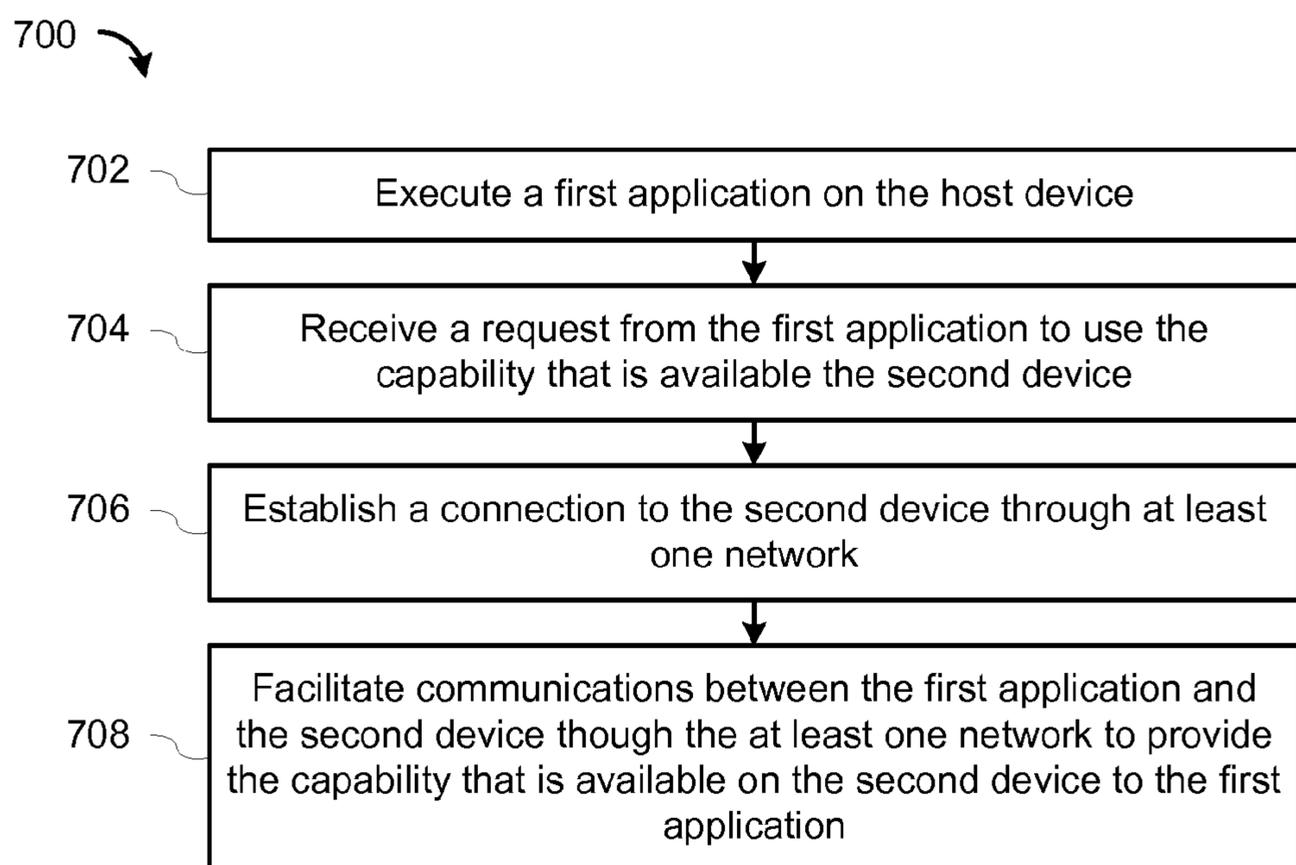 700
702
Execute a first application on the host device
704
Receive a request from the first application to use the
capability that is available the second device
706
Establish a connection to the second device through at least
one network
708
Facilitate communications between the first application and
the second device though the at least one network to provide
the capability that is available on the second device to the first
application